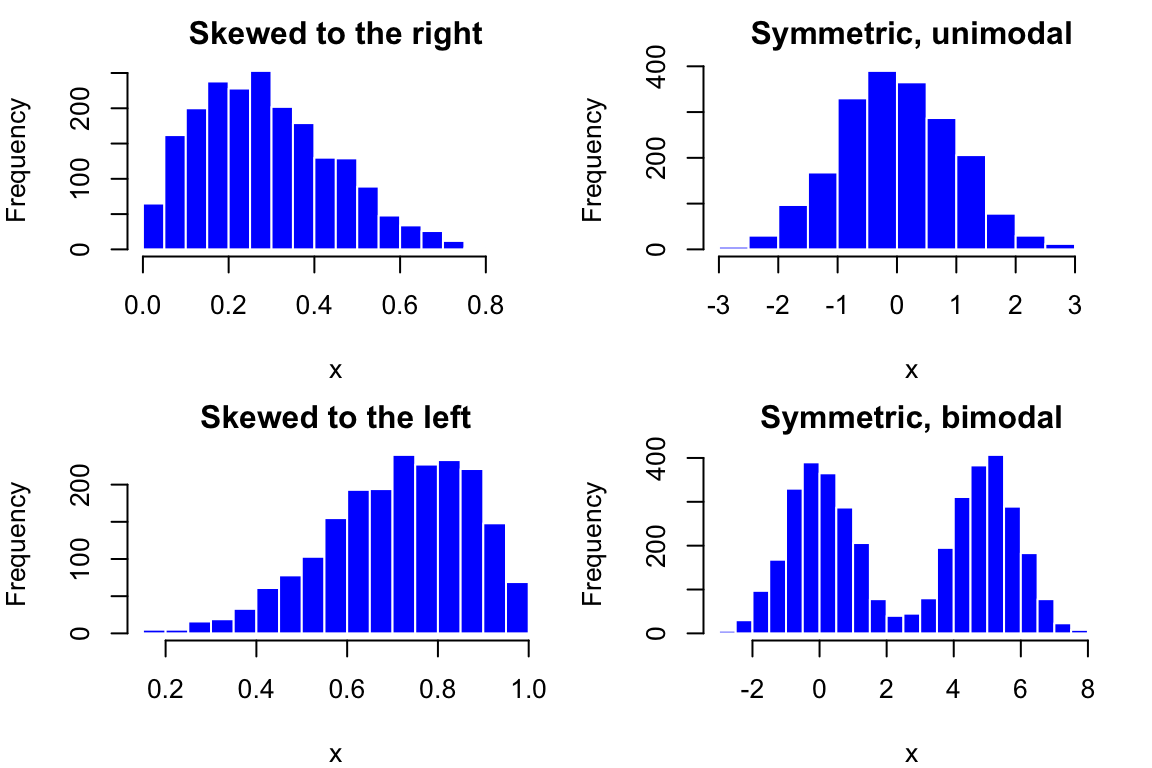 Skewed to the right
Frequency
0 100 200
0.0 0.2 0.4 0.6 0.8
x
Symmetric, unimodal
Frequency
0 200 400
-3 -2 -1 0 1 2 3
x
Skewed to the left
Frequency
0 100 200
0.2 0.4 0.6 0.8 1.0
x
Symmetric, bimodal
Frequency
0 200 400
-2 0 2 4 6 8
x